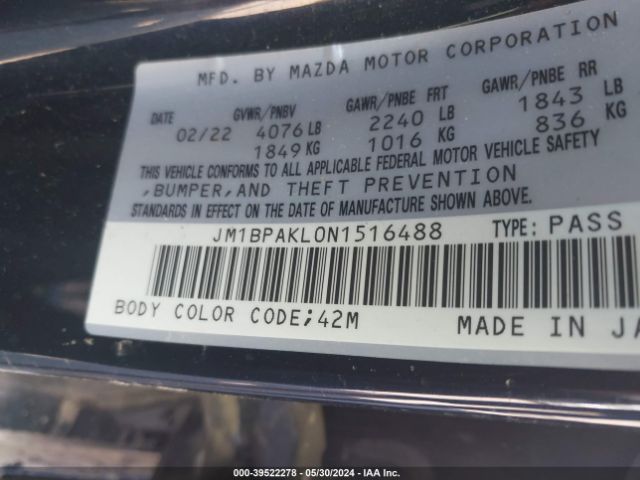 MFD. BY MAZDA MOTOR CORPORATION
DATE GVWR/PNBV GAWR/PNBE FRT GAWR/PNBE RR
02/22 4076 LB 2240 LB 1843 LB
1849 KG 1016 KG 836 KG
THIS VEHICLE CONFORMS TO ALL APPLICABLE FEDERAL MOTOR VEHICLE SAFETY
,BUMPER,AND THEFT PREVENTION
STANDARDS IN EFFECT ON THE DATE OF MANUFACTURE SHOWN ABOVE.
JM1BPAKL0N1516488 TYPE: PASS
BODY COLOR CODE;42M MADE IN JA
000-39522278 - 05/30/2024 - IAA Inc.